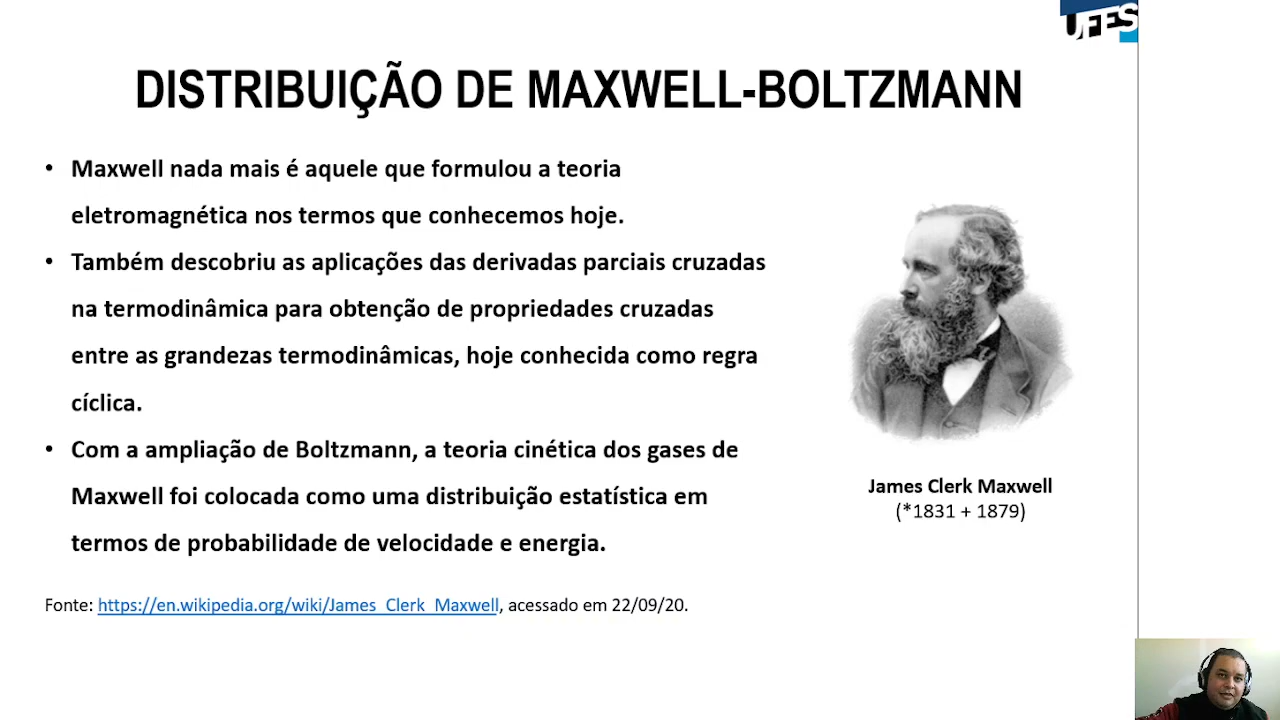 UFES
DISTRIBUIÇÃO DE MAXWELL-BOLTZMANN
• Maxwell nada mais é aquele que formulou a teoria
eletromagnética nos termos que conhecemos hoje.
• Também descobriu as aplicações das derivadas parciais cruzadas
na termodinâmica para obtenção de propriedades cruzadas
entre as grandezas termodinâmicas, hoje conhecida como regra
cíclica.
• Com a ampliação de Boltzmann, a teoria cinética dos gases de
Maxwell foi colocada como uma distribuição estatística em
termos de probabilidade de velocidade e energia.
James Clerk Maxwell
(*1831 + 1879)
Fonte: https://en.wikipedia.org/wiki/James_Clerk_Maxwell, acessado em 22/09/20.